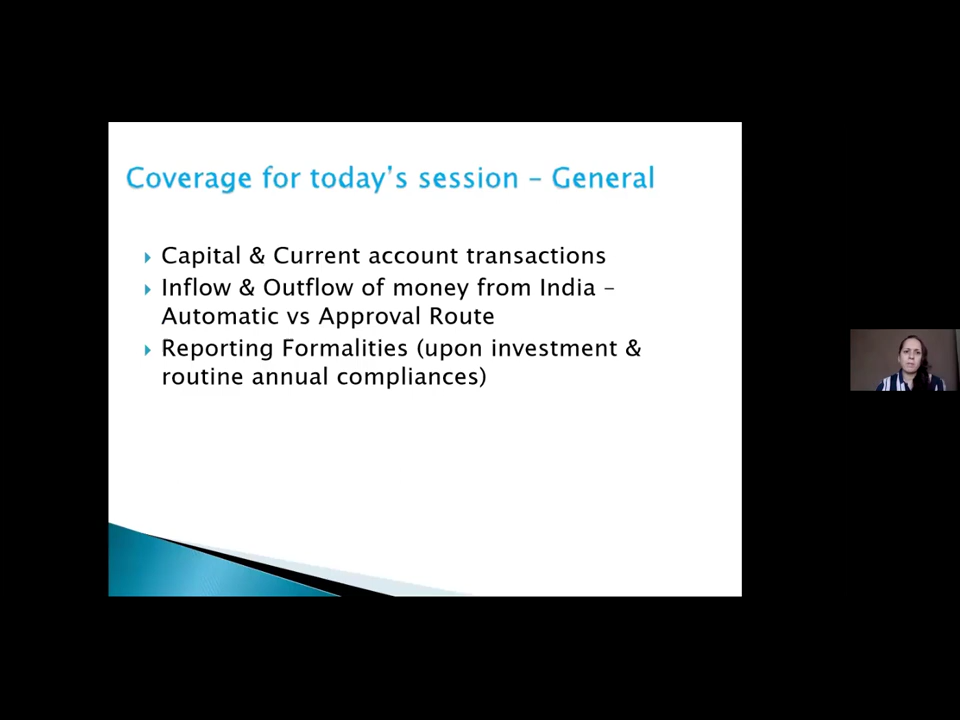 Coverage for today's session – General
Capital & Current account transactions
Inflow & Outflow of money from India –
Automatic vs Approval Route
Reporting Formalities (upon investment &
routine annual compliances)